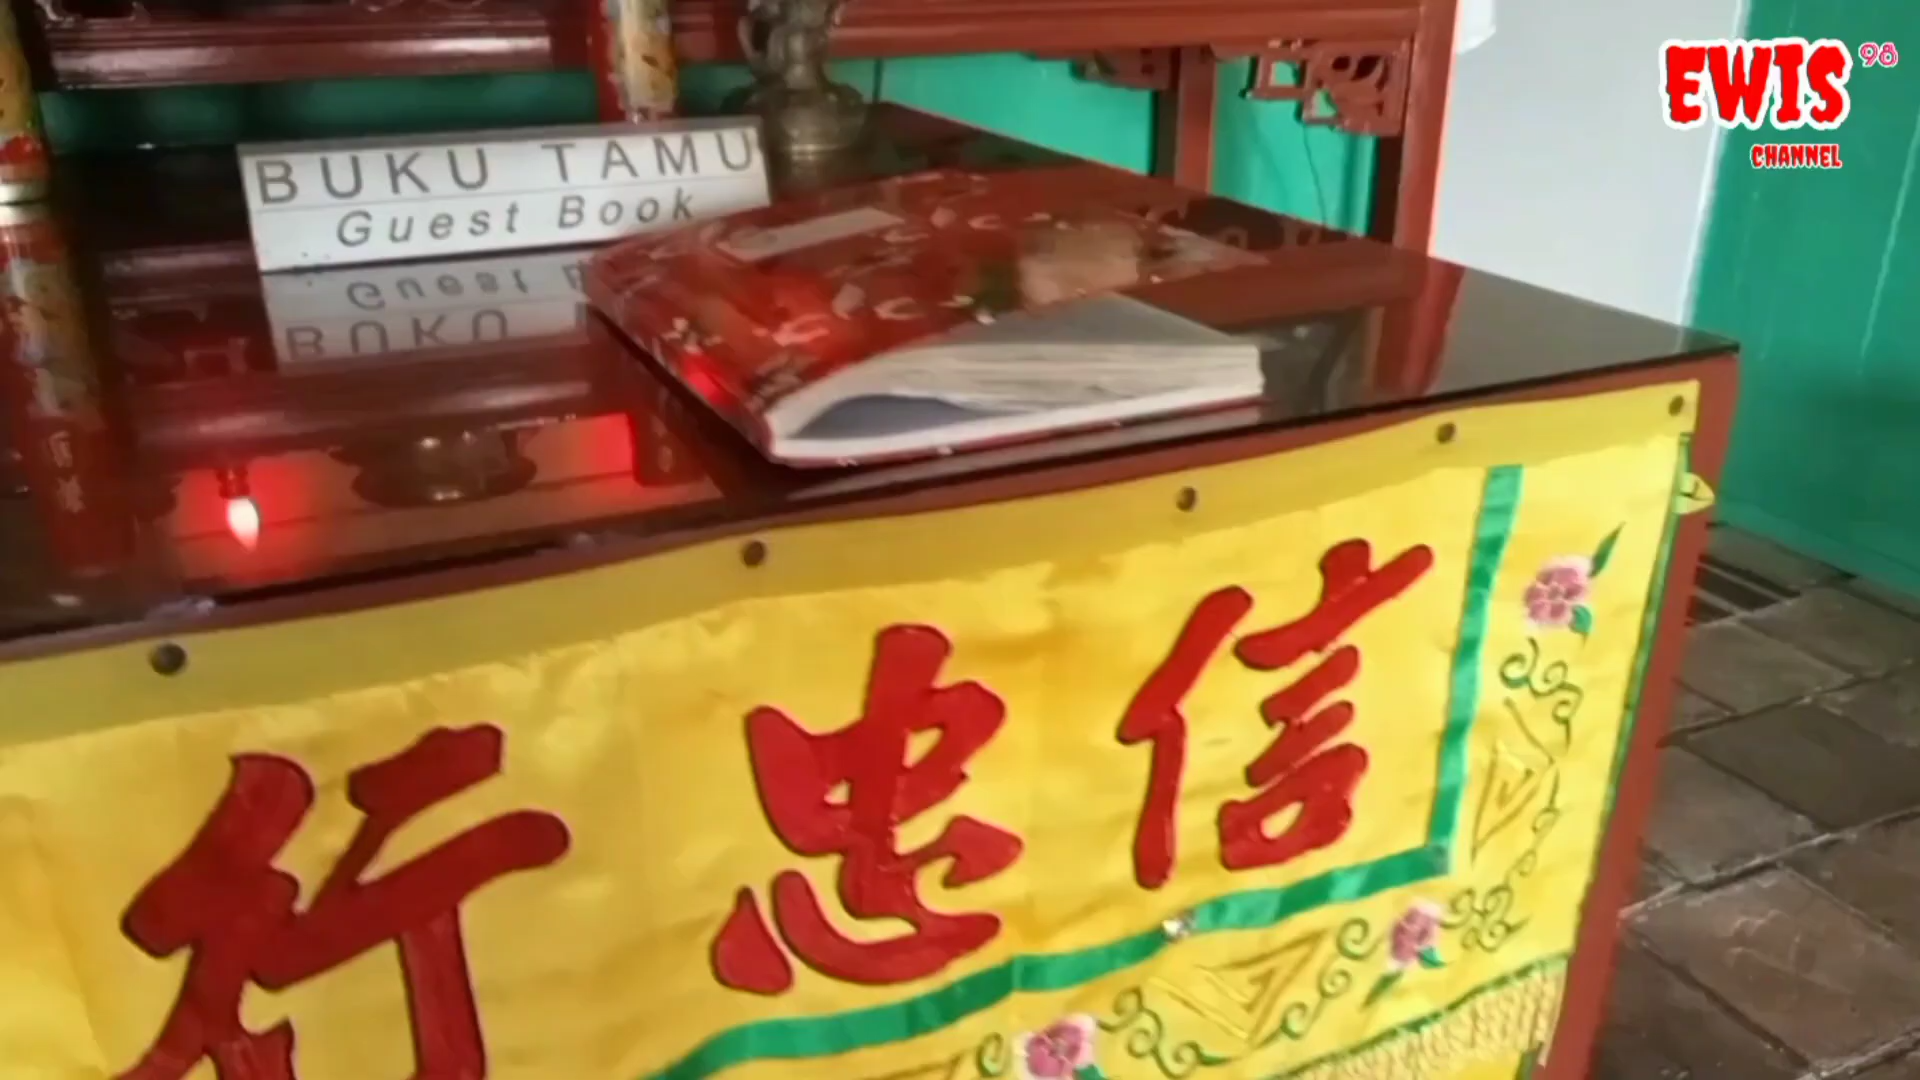 EWIS 98
CHANNEL
BUKU TAMU
Guest Book
行忠信